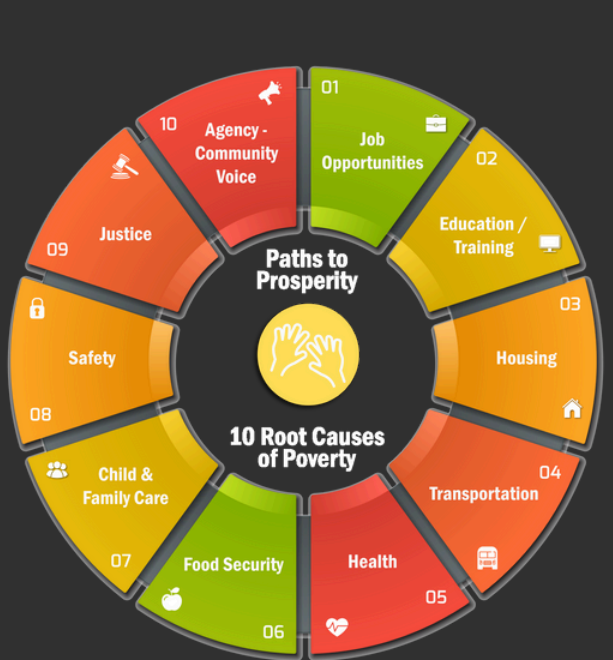 Paths to
Prosperity
10 Root Causes
of Poverty
01
Job
Opportunities
02
Education /
Training
03
Housing
04
Transportation
05
Health
06
Food Security
07
Child &
Family Care
08
Safety
09
Justice
10
Agency -
Community
Voice